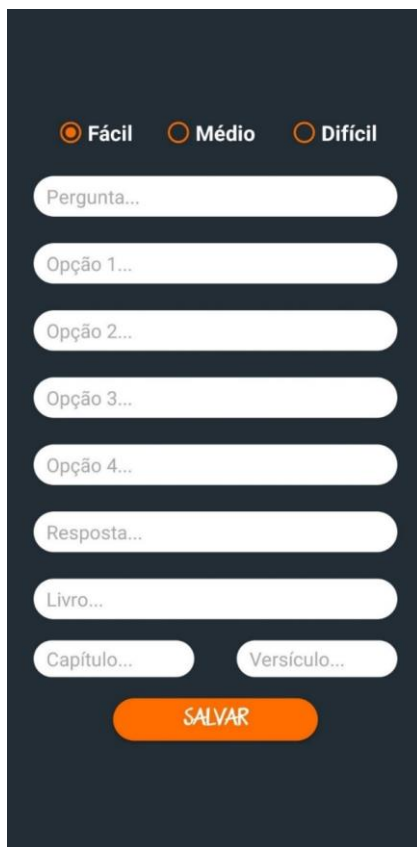 Fácil Médio Difícil
Pergunta...
Opção 1...
Opção 2...
Opção 3...
Opção 4...
Resposta...
Livro...
Capítulo... Versículo...
SALVAR